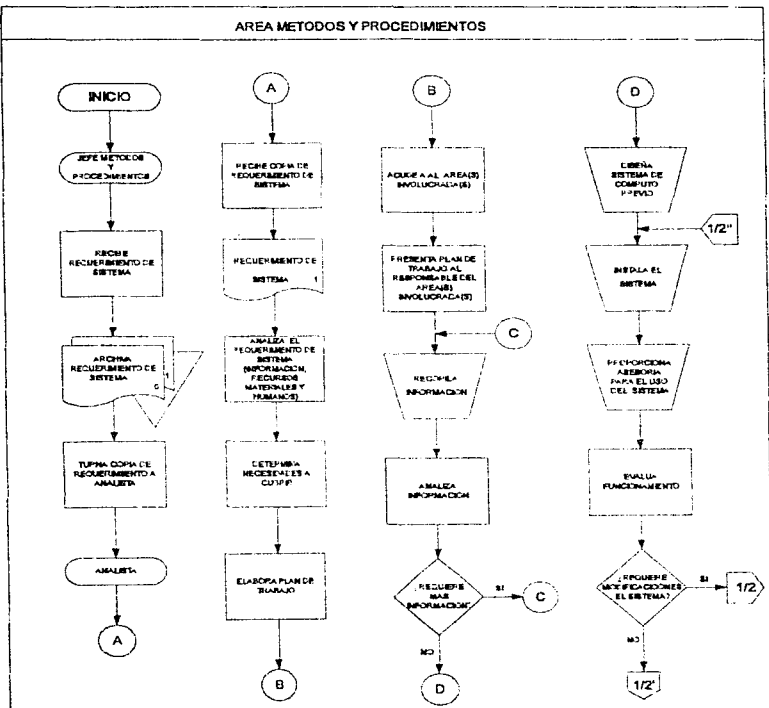 AREA METODOS Y PROCEDIMIENTOS
INICIO
JEFE METODOS
Y
PROCEDIMIENTOS
RECIBE
REQUERIMIENTO DE
SISTEMA
ARCHIVA
REQUERIMIENTO DE
SISTEMA
0
1
TURNA COPIA DE
REQUERIMIENTO A
ANALISTA
ANALISTA
A
A
RECIBE COPIA DE
REQUERIMIENTO DE
SISTEMA
REQUERIMIENTO DE
SISTEMA 1
ANALIZA EL
REQUERIMIENTO DE
SISTEMA
(INFORMACION,
RECURSOS
MATERIALES Y
HUMANOS)
DETERMINA
NECESIDADES A
CUBRIR
ELABORA PLAN DE
TRABAJO
B
B
ACUDE A AL AREA(S)
INVOLUCRADA(S)
PRESENTA PLAN DE
TRABAJO AL
RESPONSABLE DEL
AREA(S)
INVOLUCRADA(S)
C
RECOPILA
INFORMACION
ANALIZA
INFORMACION
¿REQUIERE
MAS
INFORMACION?
SI
C
NO
D
D
DISEÑA
SISTEMA DE
COMPUTO
PREVIO
1/2"
INSTALA EL
SISTEMA
PROPORCIONA
ASESORIA
PARA EL USO
DEL SISTEMA
EVALUA
FUNCIONAMIENTO
¿REQUIERE
MODIFICACIONES
EL SISTEMA?
SI
1/2
NO
1/2'